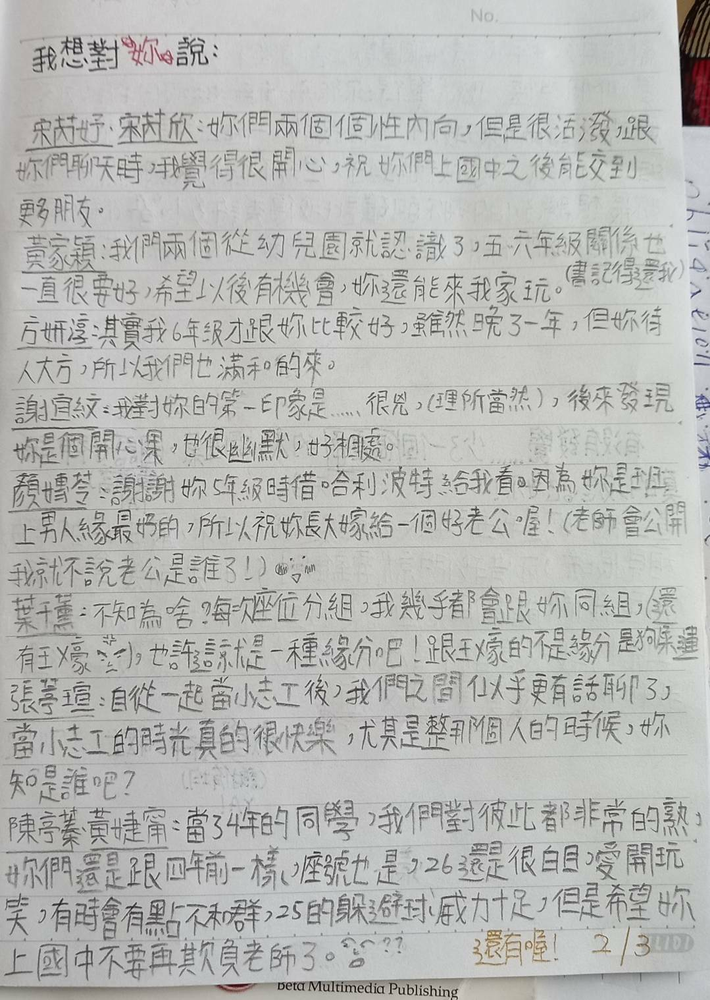 No.
我想對妳說：
宋芮妤、宋芮欣：妳們兩個個性內向，但是很活潑，跟
妳們聊天時，我覺得很開心，祝妳們上國中之後能交到
更多朋友。
黃家穎：我們兩個從幼兒園就認識了，五、六年級關係也
一直很要好，希望以後有機會，妳還能來我家玩。(書記得還我)
方妍淳：其實我6年級才跟妳比較好，雖然晚了一年，但妳待
人大方，所以我們也滿和的來。
謝宜紋：我對妳的第一印象是......很兇，(理所當然)，後來發現
妳是個開心果，也很幽默，好相處。
顏嫥苓：謝謝妳5年級時借哈利波特給我看。因為妳是班
上男人緣最好的，所以祝妳長大嫁給一個好老公喔！(老師會公開
我就不說老公是誰了！)
葉千薰：不知為啥？每次座位分組，我幾乎都會跟妳同組，(還
有王ㄨ豪)，也許這就是一種緣分吧！跟王ㄨ豪的不是緣分是狗屎運
張葶瑄：自從一起當小志工後，我們之間似乎更有話聊了，
當小志工的時光真的很快樂，尤其是整那個人的時候，妳
知是誰吧？
陳亭蓁、黃婕甯：當了4年的同學，我們對彼此都非常的熟，
妳們還是跟四年前一樣，座號也是，26還是很白目，愛開玩
笑，有時會有點不和群，25的躲避球威力十足，但是希望妳
上國中不要再欺負老師了。??
還有喔！ 2/3
Beta Multimedia Publishing